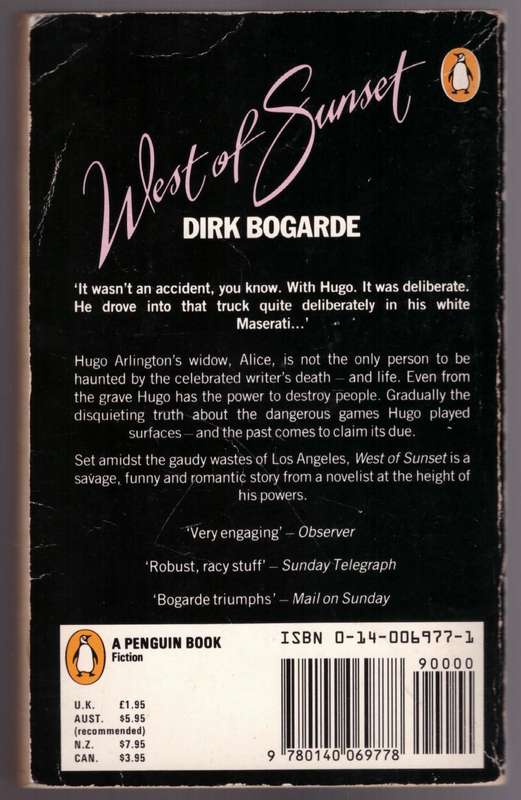 West of Sunset
DIRK BOGARDE
'It wasn't an accident, you know. With Hugo. It was deliberate.
He drove into that truck quite deliberately in his white
Maserati...'
Hugo Arlington's widow, Alice, is not the only person to be
haunted by the celebrated writer's death – and life. Even from
the grave Hugo has the power to destroy people. Gradually the
disquieting truth about the dangerous games Hugo played
surfaces – and the past comes to claim its due.
Set amidst the gaudy wastes of Los Angeles, West of Sunset is a
savage, funny and romantic story from a novelist at the height of
his powers.
'Very engaging' – Observer
'Robust, racy stuff' – Sunday Telegraph
'Bogarde triumphs' – Mail on Sunday
A PENGUIN BOOK
Fiction
U.K. £1.95
AUST. $5.95
(recommended)
N.Z. $7.95
CAN. $3.95
ISBN 0-14-006977-1
90000
9 780140 069778